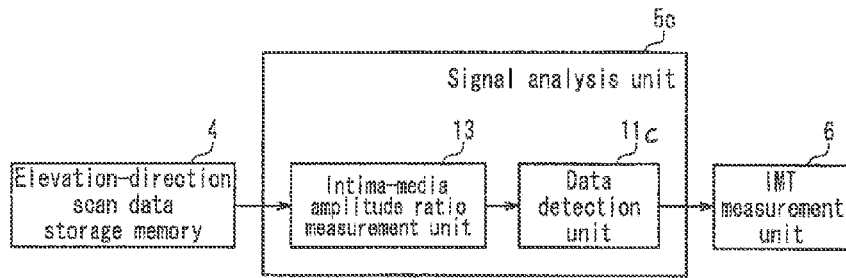 5c
Signal analysis unit
4
13
11c
6
Elevation-direction
scan data
storage memory
Intima-media
amplitude ratio
measurement unit
Data
detection
unit
IMT
measurement
unit